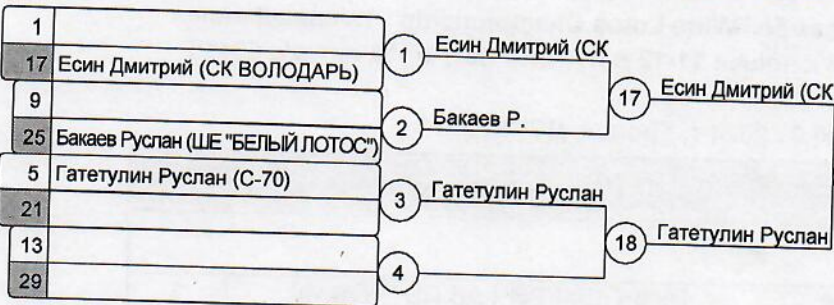 1
17 Есин Дмитрий (СК ВОЛОДАРЬ)
1 Есин Дмитрий (СК
9
25 Бакаев Руслан (ШЕ "БЕЛЫЙ ЛОТОС")
2 Бакаев Р.
17 Есин Дмитрий (СК
5 Гатетулин Руслан (С-70)
21
3 Гатетулин Руслан
13
29
4
18 Гатетулин Руслан